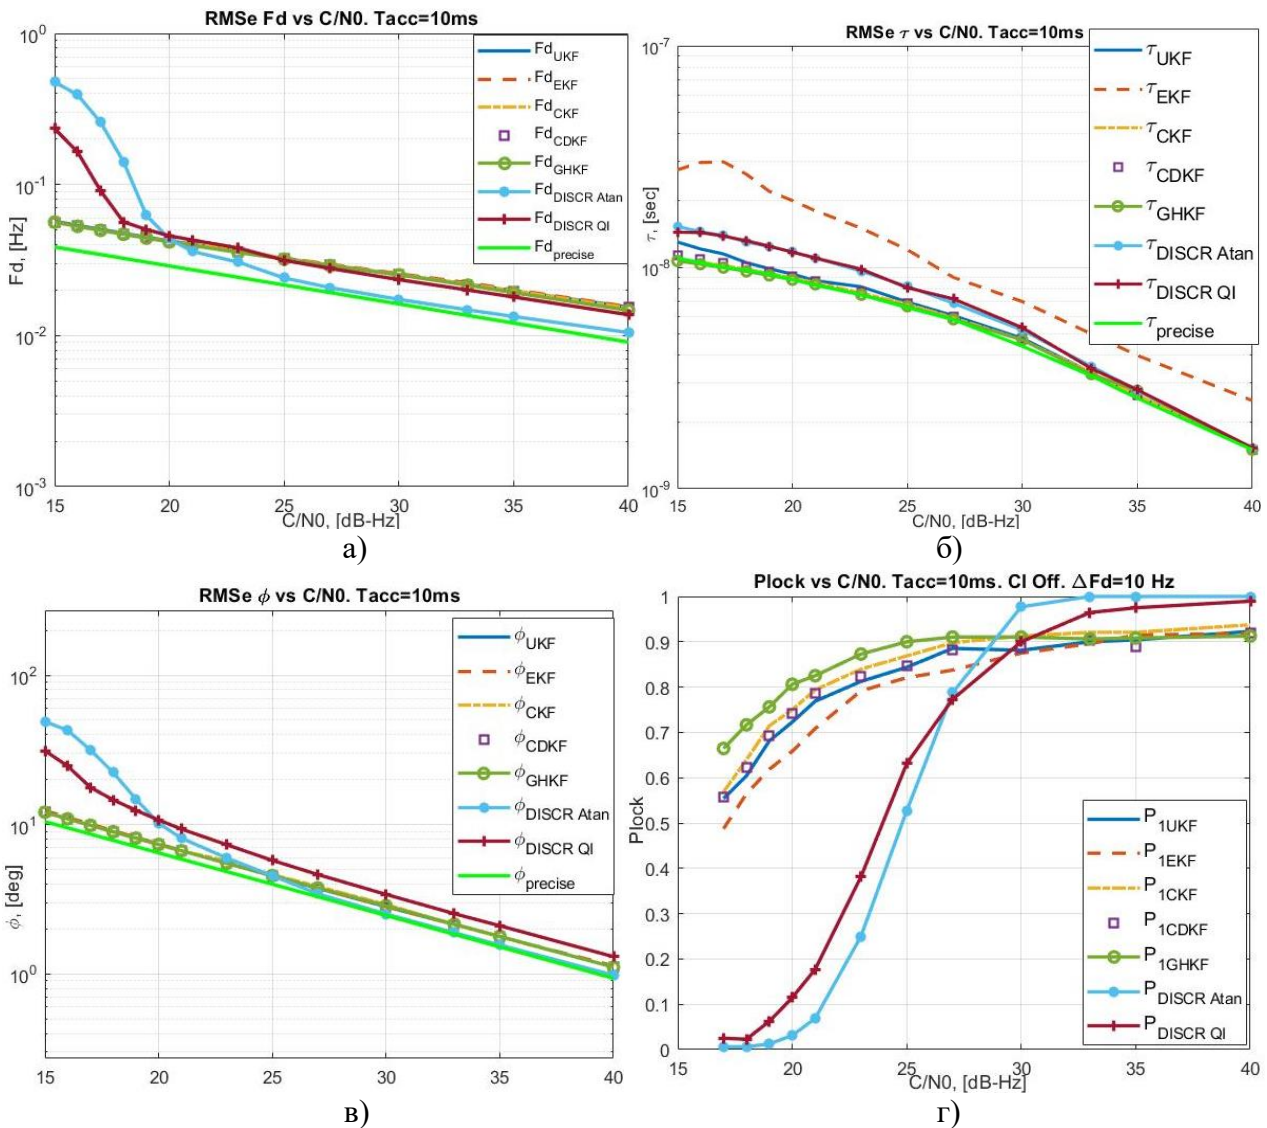 RMSe Fd vs C/N0. Tacc=10ms
10^0
10^-1
10^-2
10^-3
Fd, [Hz]
15 20 25 30 35 40
C/N0, [dB-Hz]
Fd_UKF
Fd_EKF
Fd_CKF
Fd_CDKF
Fd_GHKF
Fd_DISCR Atan
Fd_DISCR QI
Fd_precise
а)
RMSe τ vs C/N0. Tacc=10ms
10^-7
10^-8
10^-9
τ, [sec]
15 20 25 30 35 40
C/N0, [dB-Hz]
τ_UKF
τ_EKF
τ_CKF
τ_CDKF
τ_GHKF
τ_DISCR Atan
τ_DISCR QI
τ_precise
б)
RMSe ϕ vs C/N0. Tacc=10ms
10^2
10^1
10^0
ϕ, [deg]
15 20 25 30 35 40
ϕ_UKF
ϕ_EKF
ϕ_CKF
ϕ_CDKF
ϕ_GHKF
ϕ_DISCR Atan
ϕ_DISCR QI
ϕ_precise
в)
Plock vs C/N0. Tacc=10ms. CI Off. ΔFd=10 Hz
1
0.9
0.8
0.7
0.6
0.5
0.4
0.3
0.2
0.1
0
Plock
15 20 25 30 35 40
C/N0, [dB-Hz]
P_1UKF
P_1EKF
P_1CKF
P_1CDKF
P_1GHKF
P_DISCR Atan
P_DISCR QI
г)